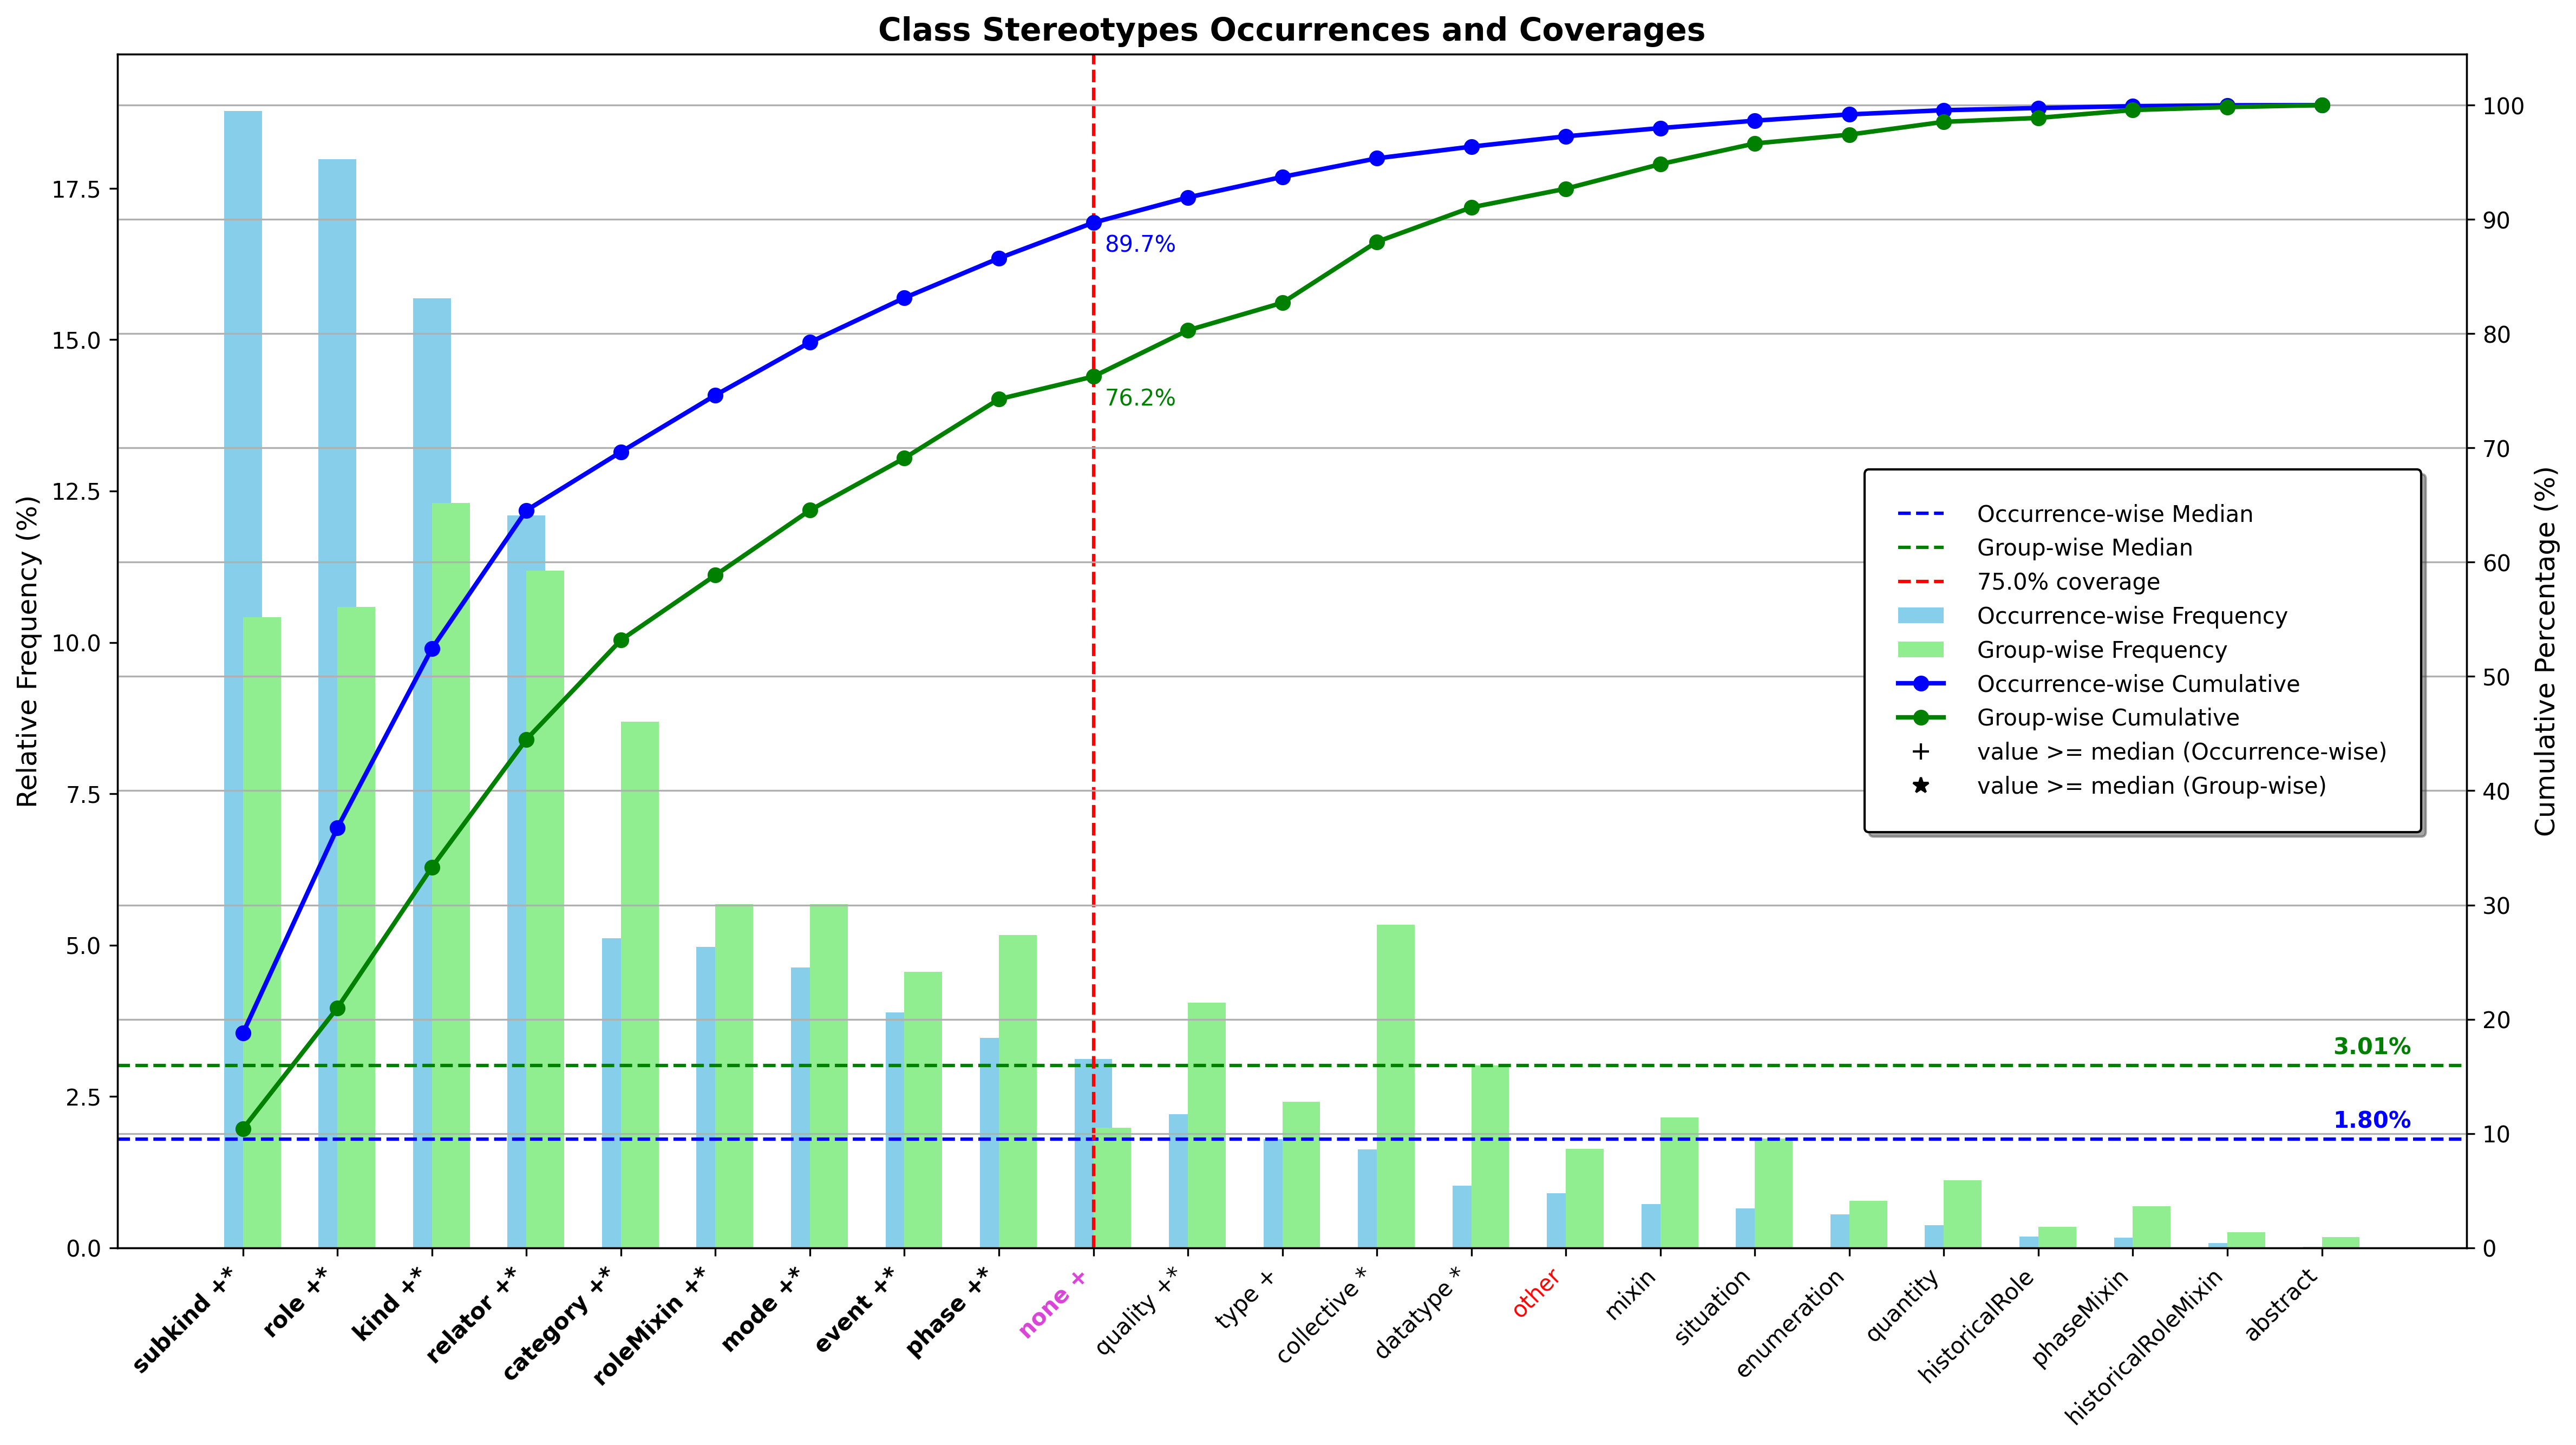 Class Stereotypes Occurrences and Coverages
Relative Frequency (%)
17.5
15.0
12.5
10.0
7.5
5.0
2.5
0.0
89.7%
76.2%
3.01%
1.80%
Occurrence-wise Median
Group-wise Median
75.0% coverage
Occurrence-wise Frequency
Group-wise Frequency
Occurrence-wise Cumulative
Group-wise Cumulative
value >= median (Occurrence-wise)
value >= median (Group-wise)
100
90
80
70
60
50
40
30
20
10
0
Cumulative Percentage (%)
subkind +*
role +*
kind +*
relator +*
category +*
roleMixin +*
mode +*
event +*
phase +*
none +
quality +*
type +
collective *
datatype *
other
mixin
situation
enumeration
quantity
historicalRole
phaseMixin
historicalRoleMixin
abstract